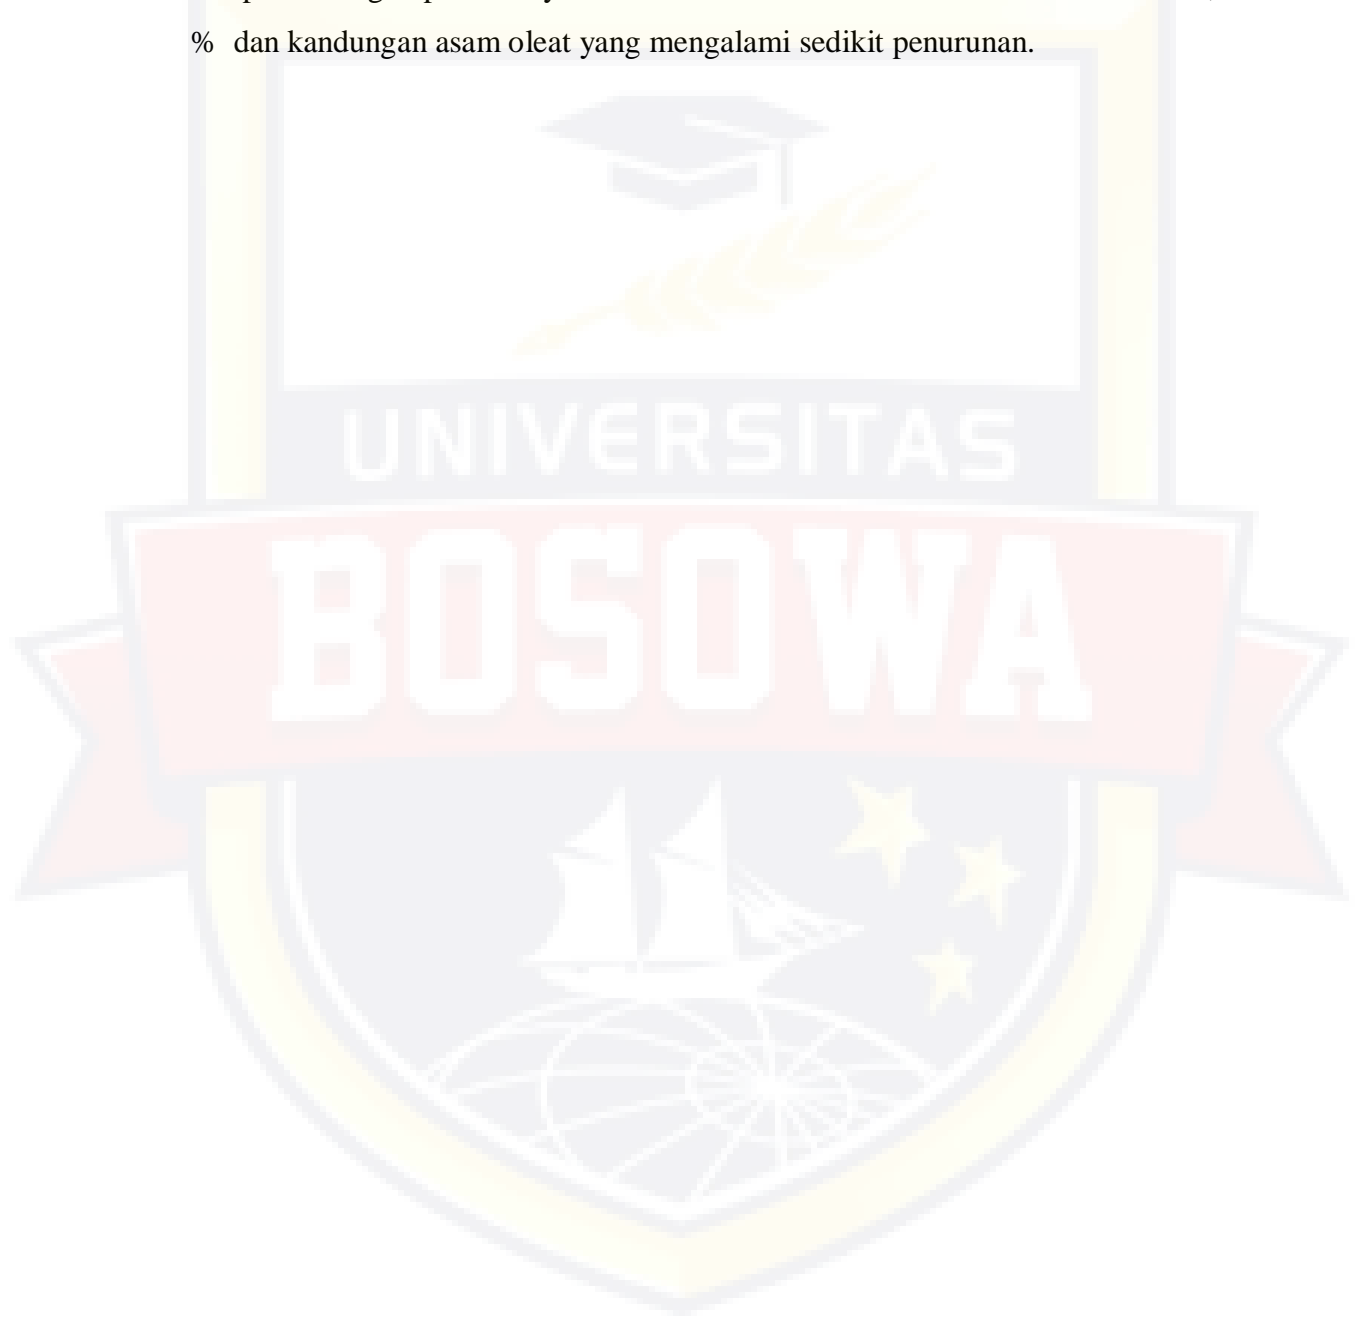 % dan kandungan asam oleat yang mengalami sedikit penurunan.
UNIVERSITAS
BOSOWA